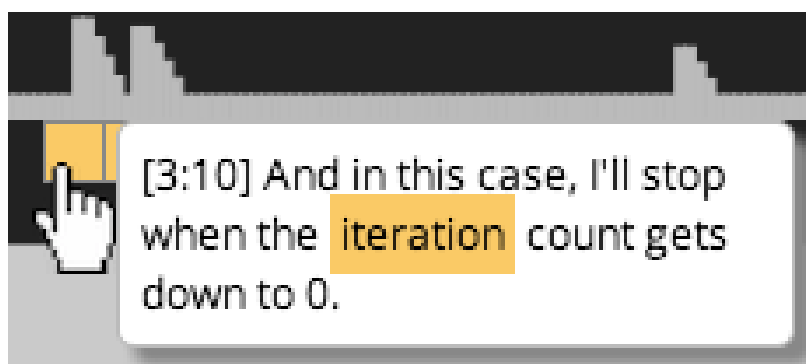 [3:10] And in this case, I'll stop
when the iteration count gets
down to 0.